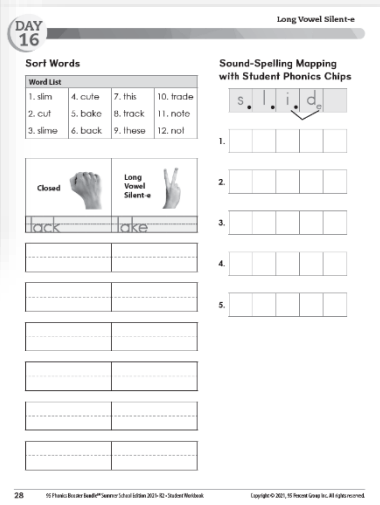 DAY
16
Long Vowel Silent-e
Sort Words
Word List
1. slim 4. cute 7. this 10. trade
2. cut 5. bake 8. track 11. note
3. slime 6. back 9. these 12. not
Closed
Long
Vowel
Silent-e
lack lake
Sound-Spelling Mapping
with Student Phonics Chips
s l i d e
1.
2.
3.
4.
5.
28 95 Phonics Booster Bundle™ Summer School Edition 2021• R2 • Student Workbook Copyright © 2021, 95 Percent Group Inc. All rights reserved.